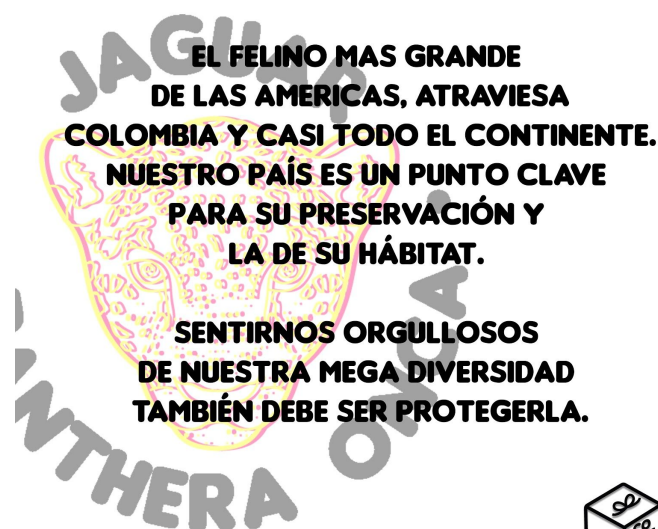 JAGUAR
EL FELINO MAS GRANDE
DE LAS AMERICAS, ATRAVIESA
COLOMBIA Y CASI TODO EL CONTINENTE.
NUESTRO PAÍS ES UN PUNTO CLAVE
PARA SU PRESERVACIÓN Y
LA DE SU HÁBITAT.
SENTIRNOS ORGULLOSOS
DE NUESTRA MEGA DIVERSIDAD
TAMBIÉN DEBE SER PROTEGERLA.
PANTHERA ONCA